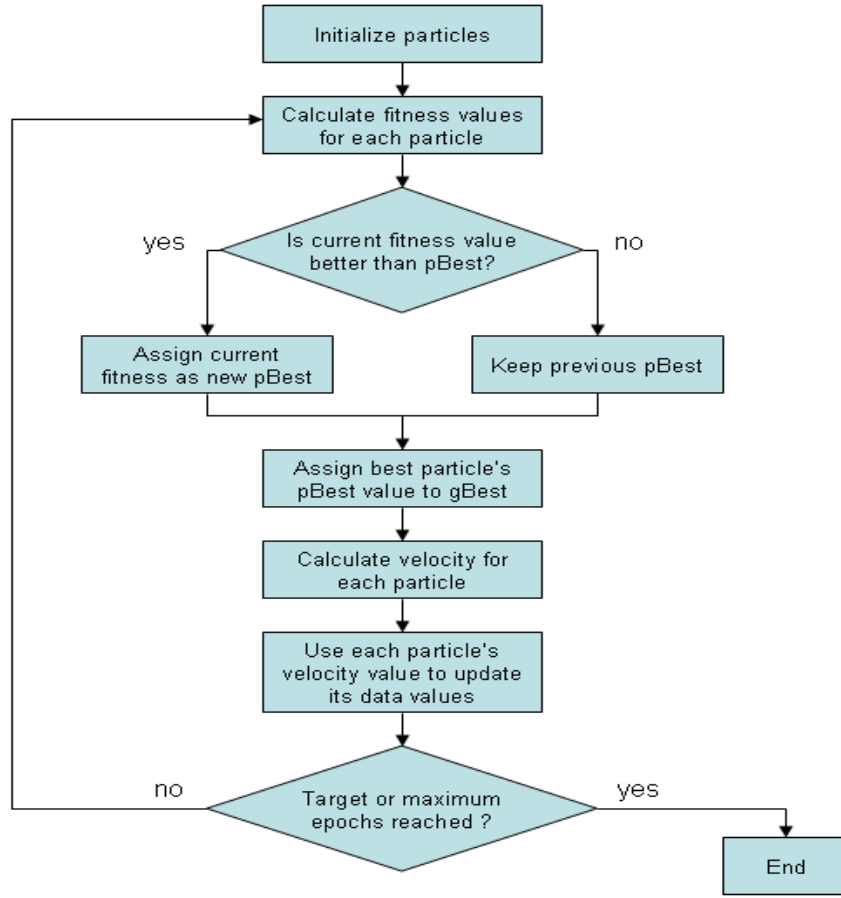 Initialize particles
Calculate fitness values
for each particle
Is current fitness value
better than pBest?
yes
no
Assign current
fitness as new pBest
Keep previous pBest
Assign best particle's
pBest value to gBest
Calculate velocity for
each particle
Use each particle's
velocity value to update
its data values
Target or maximum
epochs reached ?
no
yes
End